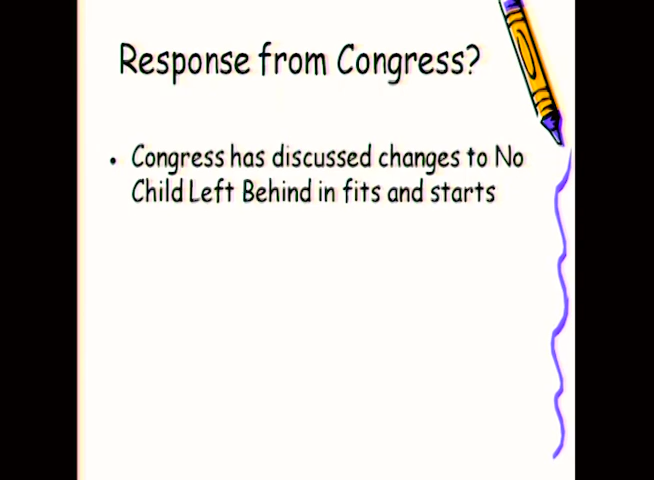 Response from Congress?
• Congress has discussed changes to No
Child Left Behind in fits and starts